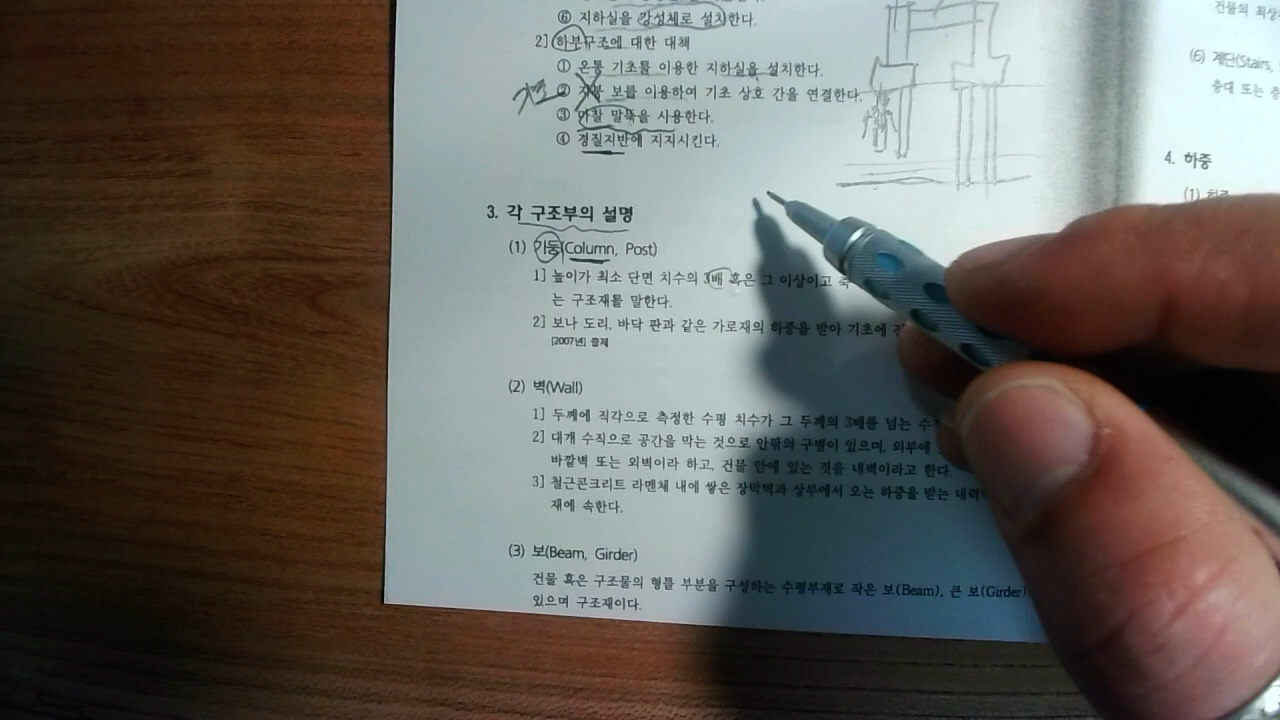 ⑥ 지하실을 강성체로 설치한다.
2] 하부구조에 대한 대책
① 온통 기초를 이용한 지하실을 설치한다.
② 지중 보를 이용하여 기초 상호 간을 연결한다.
③ 마찰 말뚝을 사용한다.
④ 경질지반에 지지시킨다.
3. 각 구조부의 설명
(1) 기둥(Column, Post)
1] 높이가 최소 단면 치수의 3배 혹은 그 이상이고
는 구조재를 말한다.
2] 보나 도리, 바닥 판과 같은 가로재의 하중을 받아 기초에
[2007년] 출제
(2) 벽(Wall)
1] 두께에 직각으로 측정한 수평 치수가 그 두께의 3배를 넘는
2] 대개 수직으로 공간을 막는 것으로 안팎의 구별이 있으며, 외부에
바깥벽 또는 외벽이라 하고, 건물 안에 있는 것을 내벽이라고 한다
3] 철근콘크리트 라멘체 내에 쌓은 장막벽과 상부에서 오는 하중을 받는
재에 속한다.
(3) 보(Beam, Girder)
건물 혹은 구조물의 형틀 부분을 구성하는 수평부재로 작은 보(Beam), 큰 보(Girder)
있으며 구조재이다.
건물의
(6) 계단(Stairs,
층대 또는
4. 하중
(1)